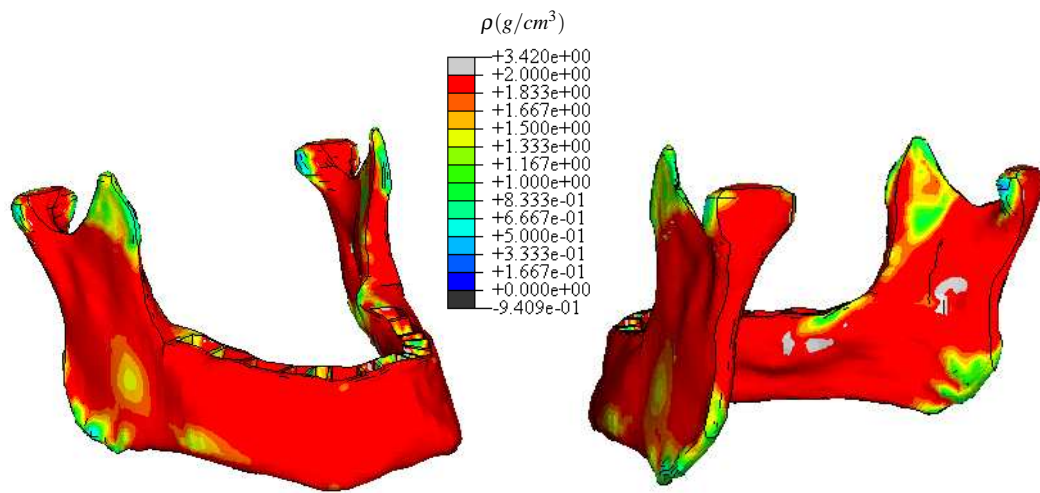 ρ(g/cm³)
+3.420e+00
+2.000e+00
+1.833e+00
+1.667e+00
+1.500e+00
+1.333e+00
+1.167e+00
+1.000e+00
+8.333e-01
+6.667e-01
+5.000e-01
+3.333e-01
+1.667e-01
+0.000e+00
-9.409e-01